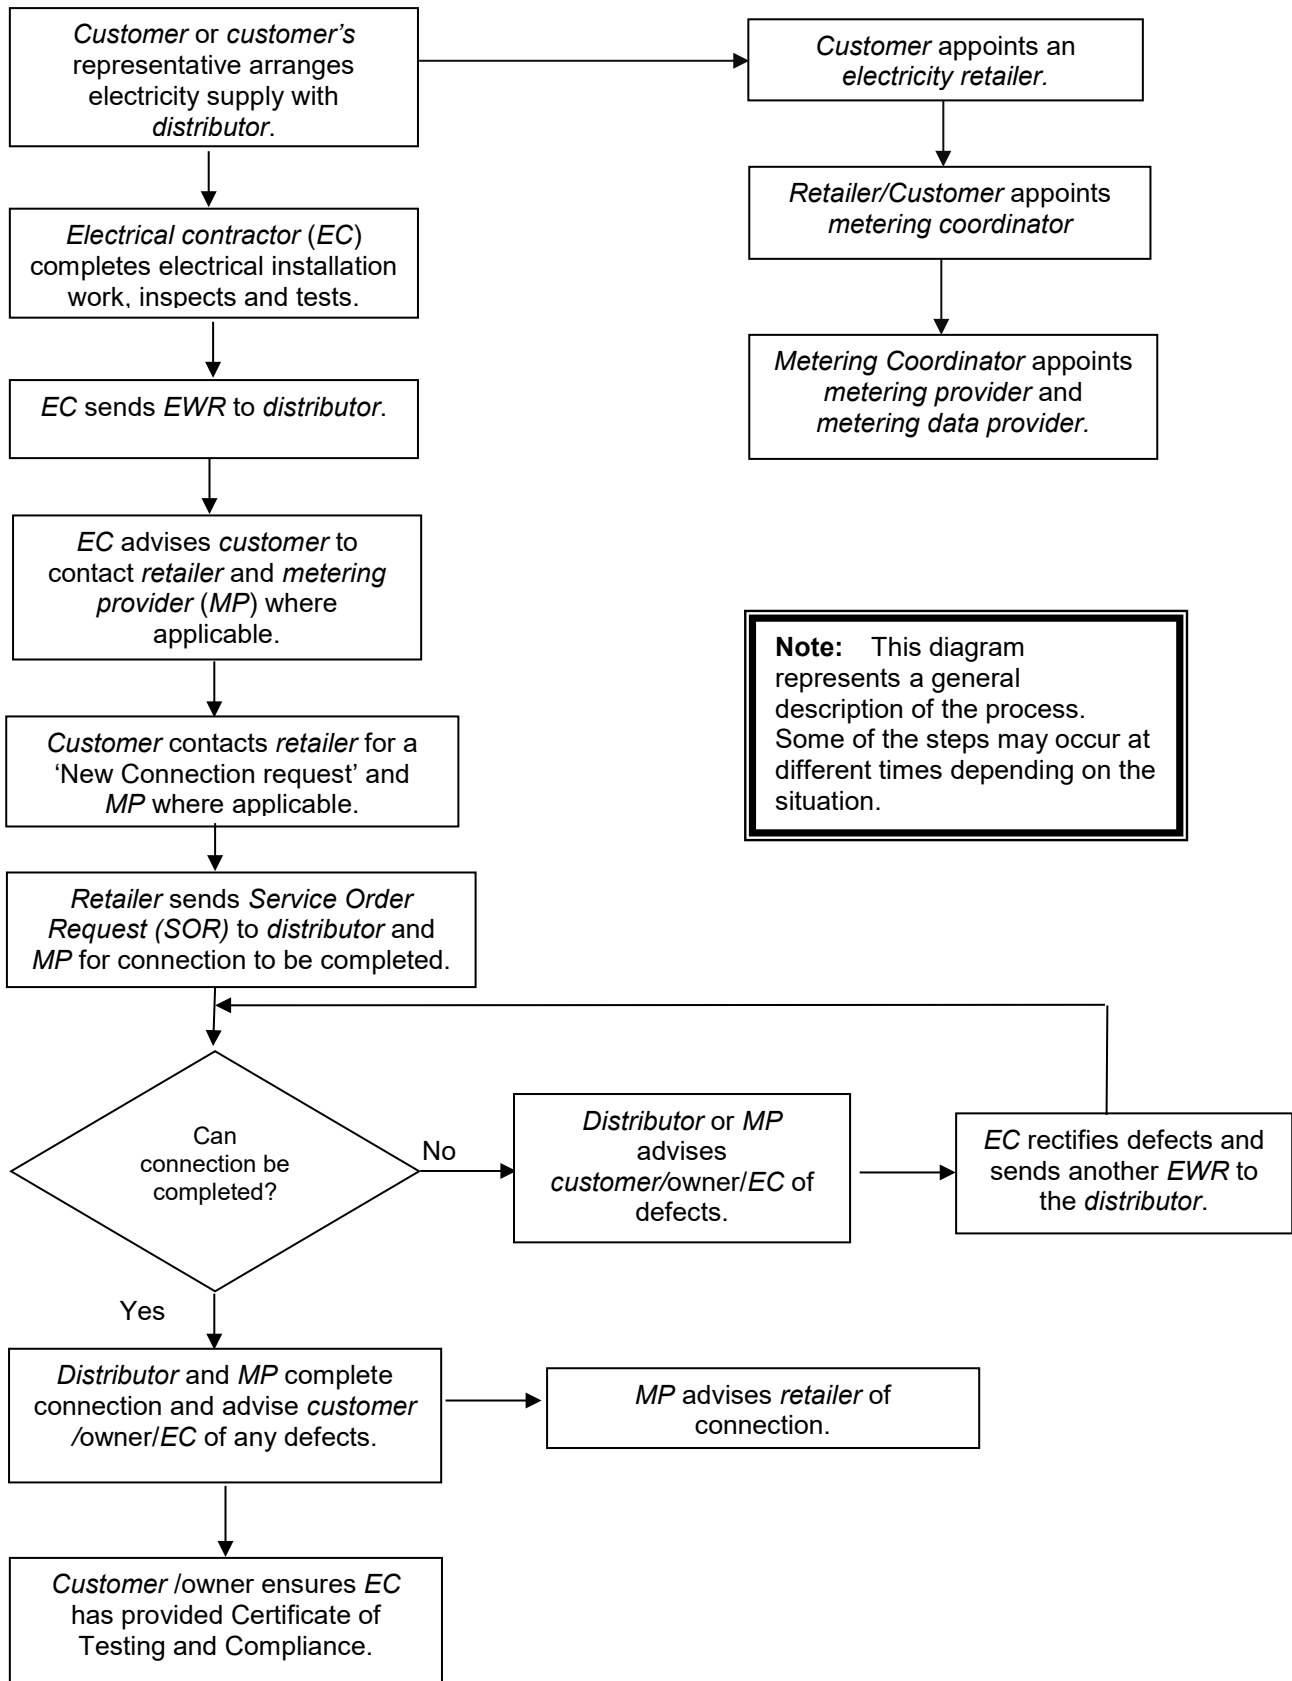 Customer or customer's
representative arranges
electricity supply with
distributor.
Customer appoints an
electricity retailer.
Retailer/Customer appoints
metering coordinator
Metering Coordinator appoints
metering provider and
metering data provider.
Electrical contractor (EC)
completes electrical installation
work, inspects and tests.
EC sends EWR to distributor.
EC advises customer to
contact retailer and metering
provider (MP) where
applicable.
Customer contacts retailer for a
‘New Connection request’ and
MP where applicable.
Retailer sends Service Order
Request (SOR) to distributor and
MP for connection to be completed.
Note: This diagram
represents a general
description of the process.
Some of the steps may occur at
different times depending on the
situation.
Can
connection be
completed?
No
Distributor or MP
advises
customer/owner/EC of
defects.
EC rectifies defects and
sends another EWR to
the distributor.
Yes
Distributor and MP complete
connection and advise customer
/owner/EC of any defects.
MP advises retailer of
connection.
Customer /owner ensures EC
has provided Certificate of
Testing and Compliance.